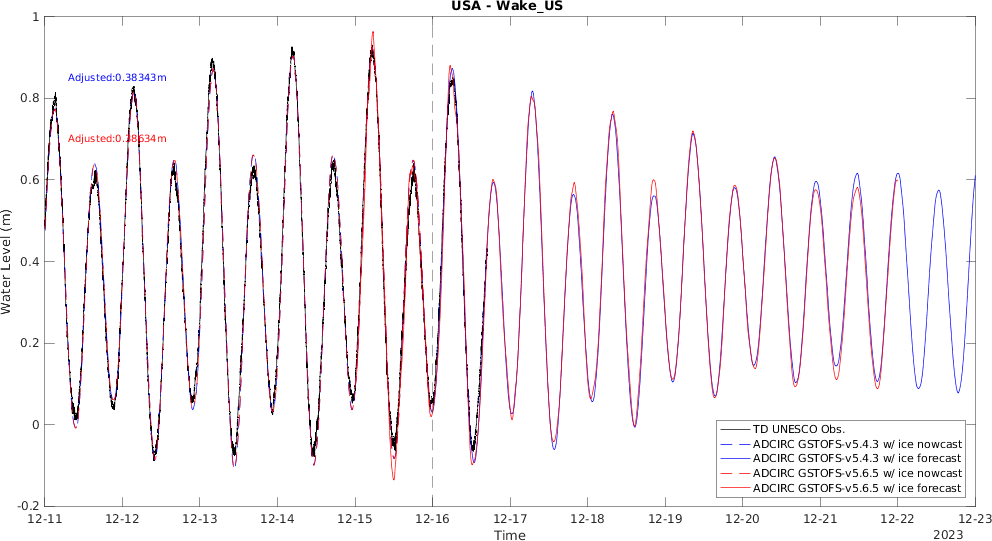 USA - Wake_US
1
0.8
0.6
0.4
0.2
0
-0.2
Water Level (m)
Adjusted:0.38343m
Adjusted:0.38634m
TD UNESCO Obs.
ADCIRC GSTOFS-v5.4.3 w/ ice nowcast
ADCIRC GSTOFS-v5.4.3 w/ ice forecast
ADCIRC GSTOFS-v5.6.5 w/ ice nowcast
ADCIRC GSTOFS-v5.6.5 w/ ice forecast
12-11 12-12 12-13 12-14 12-15 12-16 12-17 12-18 12-19 12-20 12-21 12-22 12-23
Time
2023